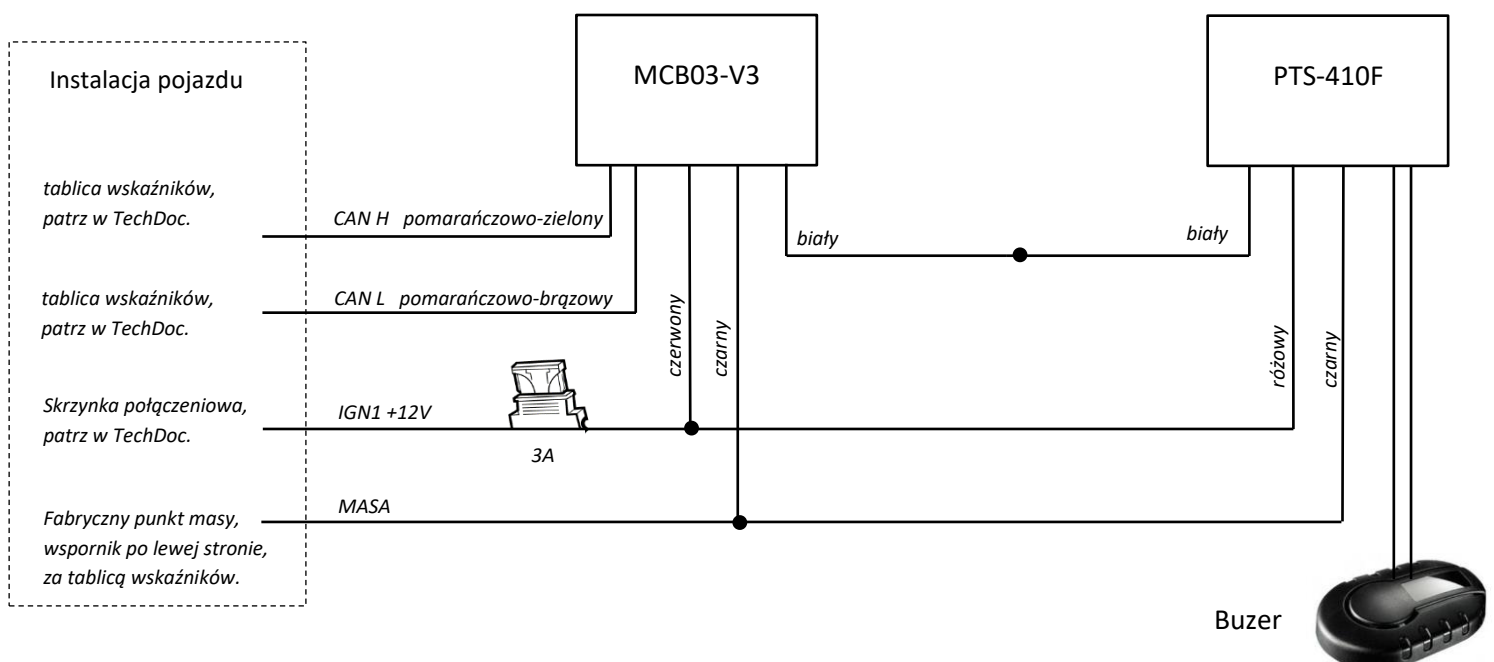 MCB03-V3
PTS-410F
Instalacja pojazdu
tablica wskaźników,
patrz w TechDoc.
CAN H pomarańczowo-zielony
biały
biały
tablica wskaźników,
patrz w TechDoc.
CAN L pomarańczowo-brązowy
czerwony
czarny
różowy
czarny
Skrzynka połączeniowa,
patrz w TechDoc.
IGN1 +12V
3A
Fabryczny punkt masy,
wspornik po lewej stronie,
za tablicą wskaźników.
MASA
Buzer